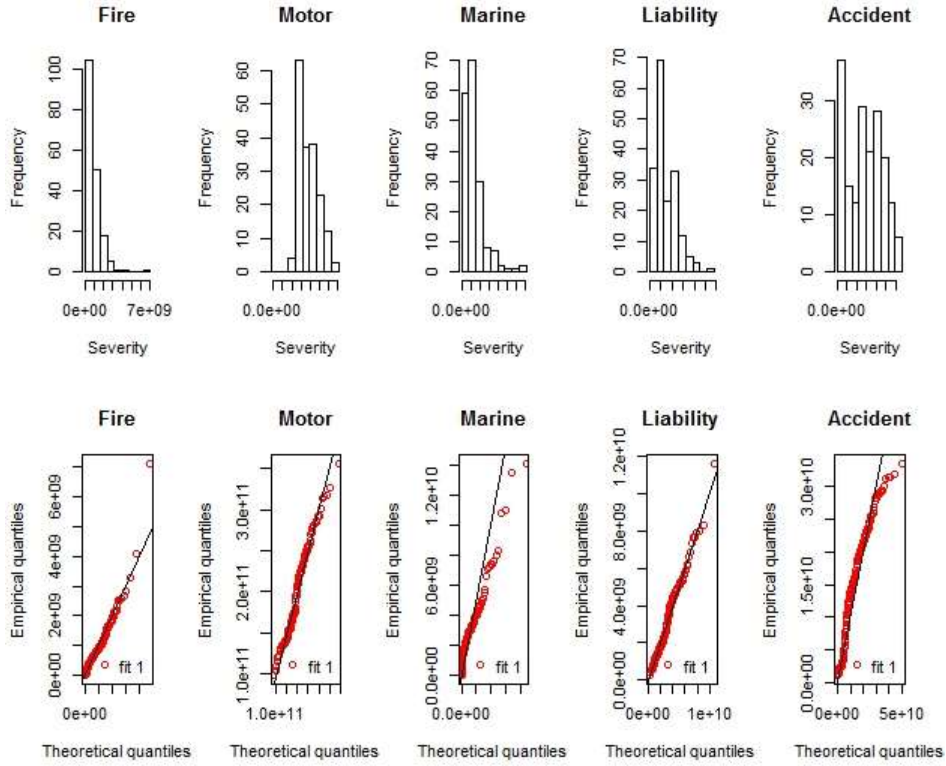 Fire Motor Marine Liability Accident
Frequency
0 20 40 60 80 100
0e+00 7e+09
Severity
Frequency
0 10 20 30 40 50 60
0.0e+00
Severity
Frequency
0 10 20 30 40 50 60 70
0.0e+00
Severity
Frequency
0 10 20 30 40 50 60 70
0.0e+00
Severity
Frequency
0 10 20 30
0.0e+00
Severity
Fire Motor Marine Liability Accident
Empirical quantiles
0e+00 2e+09 4e+09 6e+09
fit 1
0e+00
Theoretical quantiles
Empirical quantiles
1.0e+11 2.0e+11 3.0e+11
fit 1
1.0e+11
Theoretical quantiles
Empirical quantiles
0.0e+00 6.0e+09 1.2e+10
fit 1
0.0e+00
Theoretical quantiles
Empirical quantiles
0.0e+00 4.0e+09 8.0e+09 1.2e+10
fit 1
0e+00 1e+10
Theoretical quantiles
Empirical quantiles
0.0e+00 1.5e+10 3.0e+10
fit 1
0e+00 5e+10
Theoretical quantiles